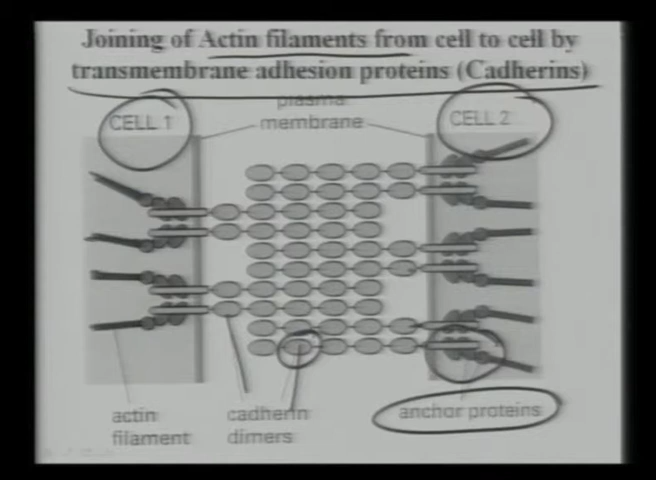 Joining of Actin filaments from cell to cell by
transmembrane adhesion proteins (Cadherins)
CELL 1
plasma
membrane
CELL 2
actin
filament
cadherin
dimers
anchor proteins